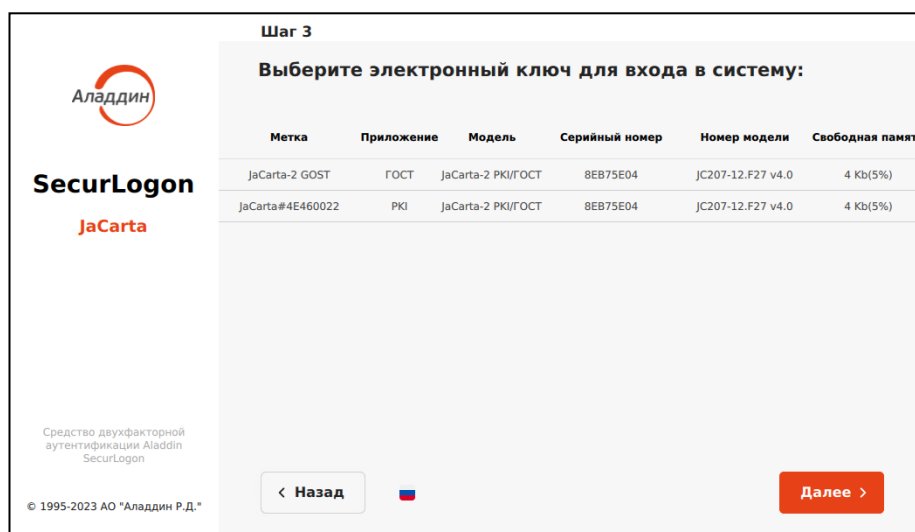 Шаг 3
Выберите электронный ключ для входа в систему:
Аладдин
SecurLogon
JaCarta
Метка Приложение Модель Серийный номер Номер модели Свободная памят
JaCarta-2 GOST ГОСТ JaCarta-2 PKI/ГОСТ 8EB75E04 JC207-12.F27 v4.0 4 Kb(5%)
JaCarta#4E460022 PKI JaCarta-2 PKI/ГОСТ 8EB75E04 JC207-12.F27 v4.0 4 Kb(5%)
Средство двухфакторной
аутентификации Aladdin
SecurLogon
© 1995-2023 АО "Аладдин Р.Д."
Назад
Далее